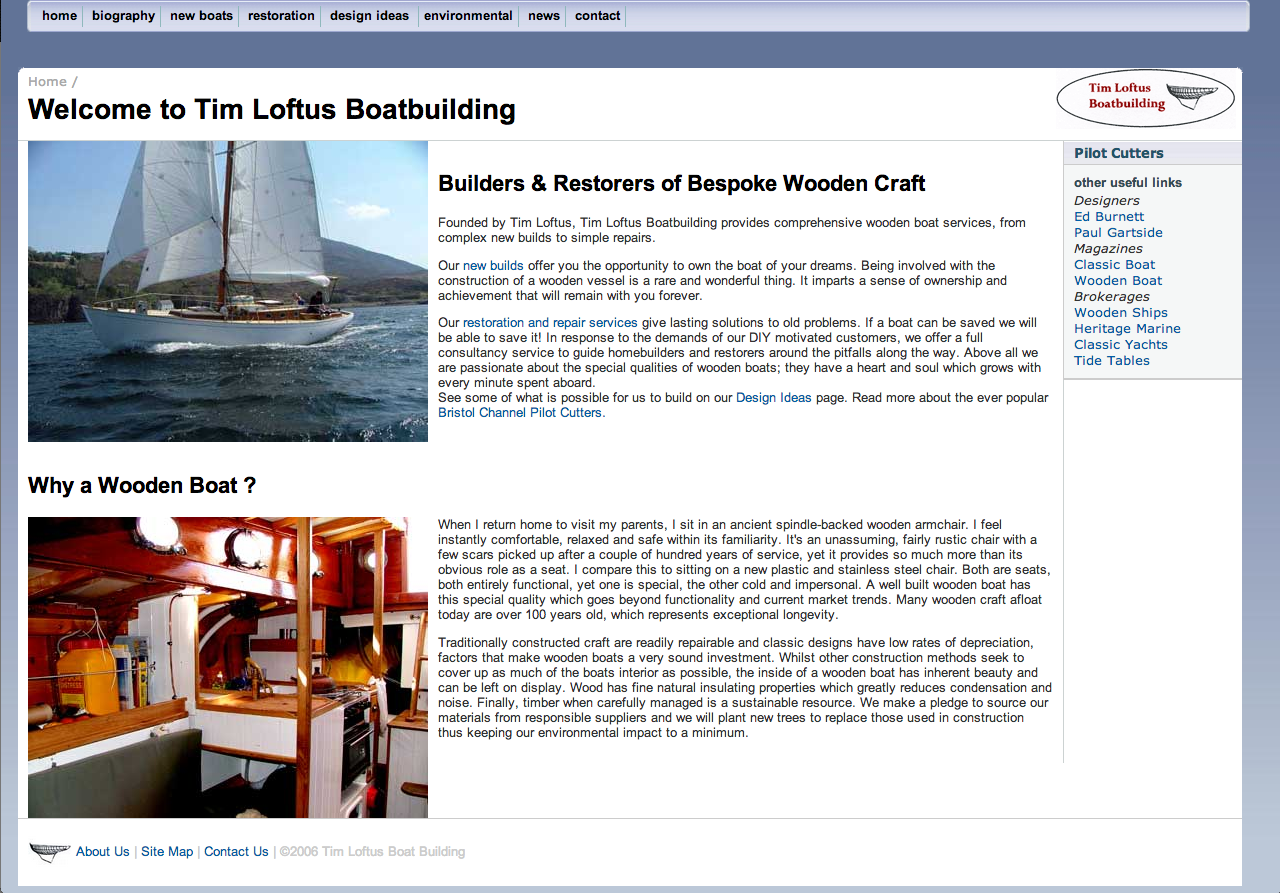 home
biography
new boats
restoration
design ideas
environmental
news
contact
Home /
Welcome to Tim Loftus Boatbuilding
Tim Loftus
Boatbuilding
Builders & Restorers of Bespoke Wooden Craft
Founded by Tim Loftus, Tim Loftus Boatbuilding provides comprehensive wooden boat services, from
complex new builds to simple repairs.
Our new builds offer you the opportunity to own the boat of your dreams. Being involved with the
construction of a wooden vessel is a rare and wonderful thing. It imparts a sense of ownership and
achievement that will remain with you forever.
Our restoration and repair services give lasting solutions to old problems. If a boat can be saved we will
be able to save it! In response to the demands of our DIY motivated customers, we offer a full
consultancy service to guide homebuilders and restorers around the pitfalls along the way. Above all we
are passionate about the special qualities of wooden boats; they have a heart and soul which grows with
every minute spent aboard.
See some of what is possible for us to build on our Design Ideas page. Read more about the ever popular
Bristol Channel Pilot Cutters.
Pilot Cutters
other useful links
Designers
Ed Burnett
Paul Gartside
Magazines
Classic Boat
Wooden Boat
Brokerages
Wooden Ships
Heritage Marine
Classic Yachts
Tide Tables
Why a Wooden Boat ?
When I return home to visit my parents, I sit in an ancient spindle-backed wooden armchair. I feel
instantly comfortable, relaxed and safe within its familiarity. It's an unassuming, fairly rustic chair with a
few scars picked up after a couple of hundred years of service, yet it provides so much more than its
obvious role as a seat. I compare this to sitting on a new plastic and stainless steel chair. Both are seats,
both entirely functional, yet one is special, the other cold and impersonal. A well built wooden boat has
this special quality which goes beyond functionality and current market trends. Many wooden craft afloat
today are over 100 years old, which represents exceptional longevity.
Traditionally constructed craft are readily repairable and classic designs have low rates of depreciation,
factors that make wooden boats a very sound investment. Whilst other construction methods seek to
cover up as much of the boats interior as possible, the inside of a wooden boat has inherent beauty and
can be left on display. Wood has fine natural insulating properties which greatly reduces condensation and
noise. Finally, timber when carefully managed is a sustainable resource. We make a pledge to source our
materials from responsible suppliers and we will plant new trees to replace those used in construction
thus keeping our environmental impact to a minimum.
About Us | Site Map | Contact Us | ©2006 Tim Loftus Boat Building